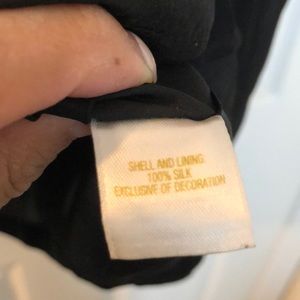 SHELL AND LINING
100% SILK
EXCLUSIVE OF DECORATION